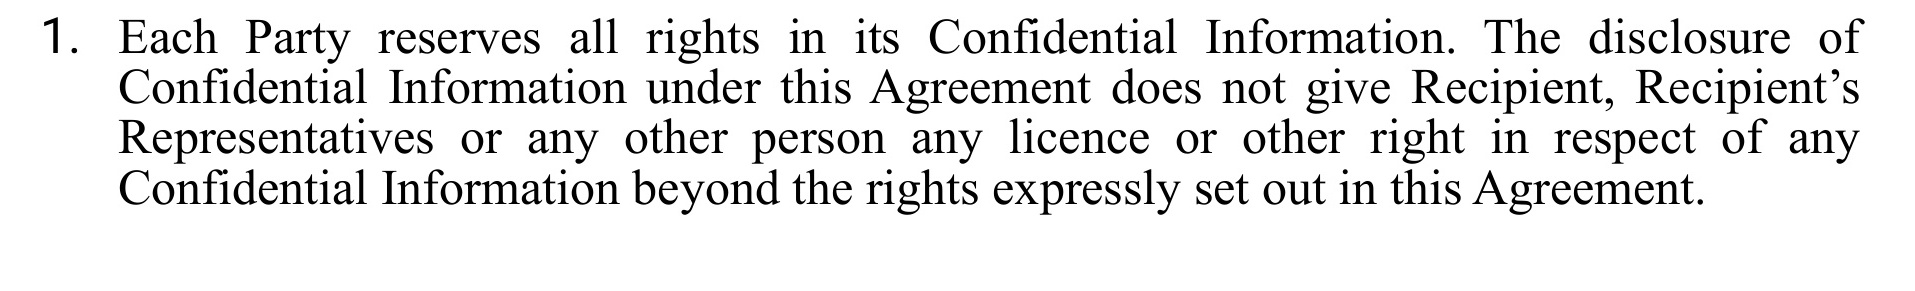 1. Each Party reserves all rights in its Confidential Information. The disclosure of
Confidential Information under this Agreement does not give Recipient, Recipient’s
Representatives or any other person any licence or other right in respect of any
Confidential Information beyond the rights expressly set out in this Agreement.